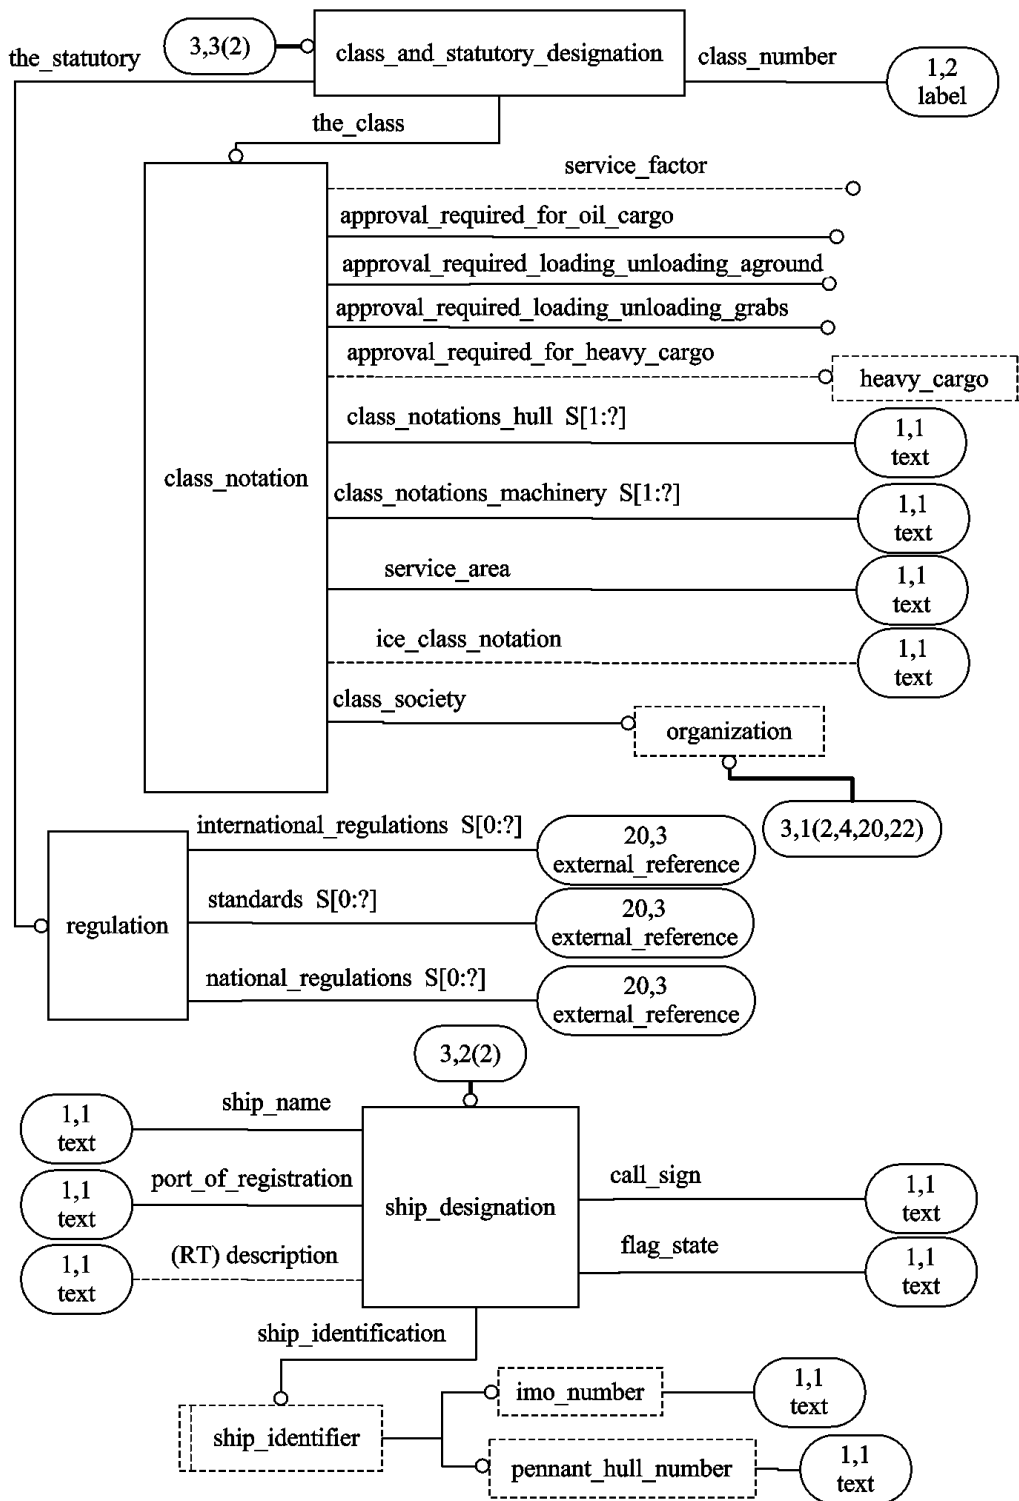 3,3(2)
class_and_statutory_designation
the_statutory
class_number
1,2
label
the_class
service_factor
approval_required_for_oil_cargo
approval_required_loading_unloading_aground
approval_required_loading_unloading_grabs
approval_required_for_heavy_cargo
heavy_cargo
class_notations_hull S[1:?]
1,1
text
class_notation
class_notations_machinery S[1:?]
1,1
text
service_area
1,1
text
ice_class_notation
1,1
text
class_society
organization
3,1(2,4,20,22)
international_regulations S[0:?]
20,3
external_reference
standards S[0:?]
regulation
20,3
external_reference
national_regulations S[0:?]
20,3
external_reference
3,2(2)
ship_name
1,1
text
port_of_registration
1,1
text
(RT) description
1,1
text
ship_designation
call_sign
1,1
text
flag_state
1,1
text
ship_identification
ship_identifier
imo_number
1,1
text
pennant_hull_number
1,1
text